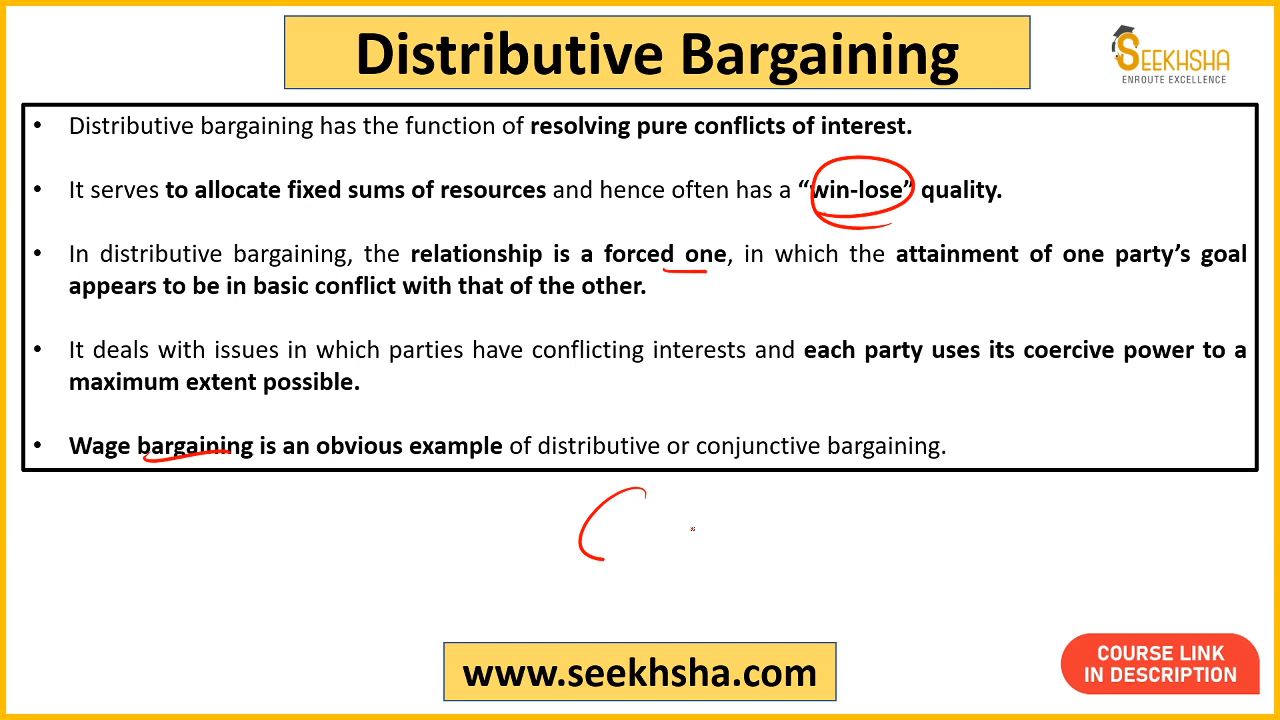 Distributive Bargaining
SEEKHSHA
ENROUTE EXCELLENCE
• Distributive bargaining has the function of resolving pure conflicts of interest.
• It serves to allocate fixed sums of resources and hence often has a “win-lose” quality.
• In distributive bargaining, the relationship is a forced one, in which the attainment of one party’s goal
appears to be in basic conflict with that of the other.
• It deals with issues in which parties have conflicting interests and each party uses its coercive power to a
maximum extent possible.
• Wage bargaining is an obvious example of distributive or conjunctive bargaining.
www.seekhsha.com
COURSE LINK
IN DESCRIPTION